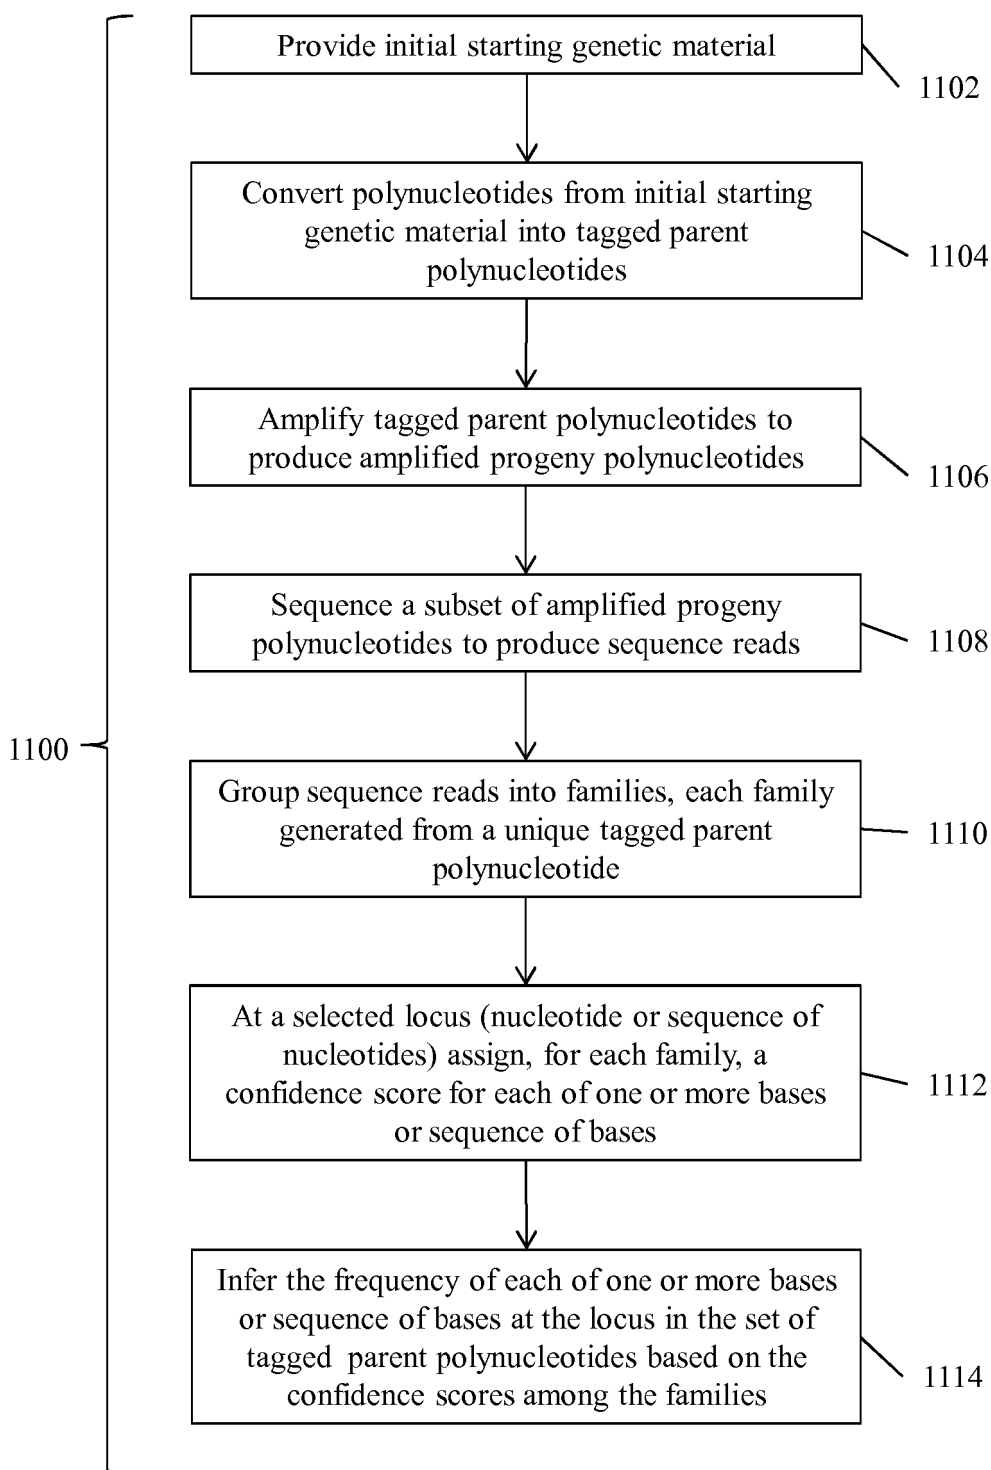 Provide initial starting genetic material
1102
Convert polynucleotides from initial starting
genetic material into tagged parent
polynucleotides
1104
Amplify tagged parent polynucleotides to
produce amplified progeny polynucleotides
1106
Sequence a subset of amplified progeny
polynucleotides to produce sequence reads
1108
1100
Group sequence reads into families, each family
generated from a unique tagged parent
polynucleotide
1110
At a selected locus (nucleotide or sequence of
nucleotides) assign, for each family, a
confidence score for each of one or more bases
or sequence of bases
1112
Infer the frequency of each of one or more bases
or sequence of bases at the locus in the set of
tagged parent polynucleotides based on the
confidence scores among the families
1114